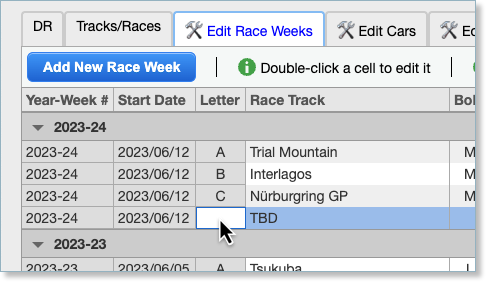 DR Tracks/Races Edit Race Weeks Edit Cars
Add New Race Week Double-click a cell to edit it
Year-Week # Start Date Letter Race Track
2023-24
2023-24 2023/06/12 A Trial Mountain
2023-24 2023/06/12 B Interlagos
2023-24 2023/06/12 C Nürburgring GP
2023-24 2023/06/12 TBD
2023-23
2023-23 2023/06/05 A Tsukuba